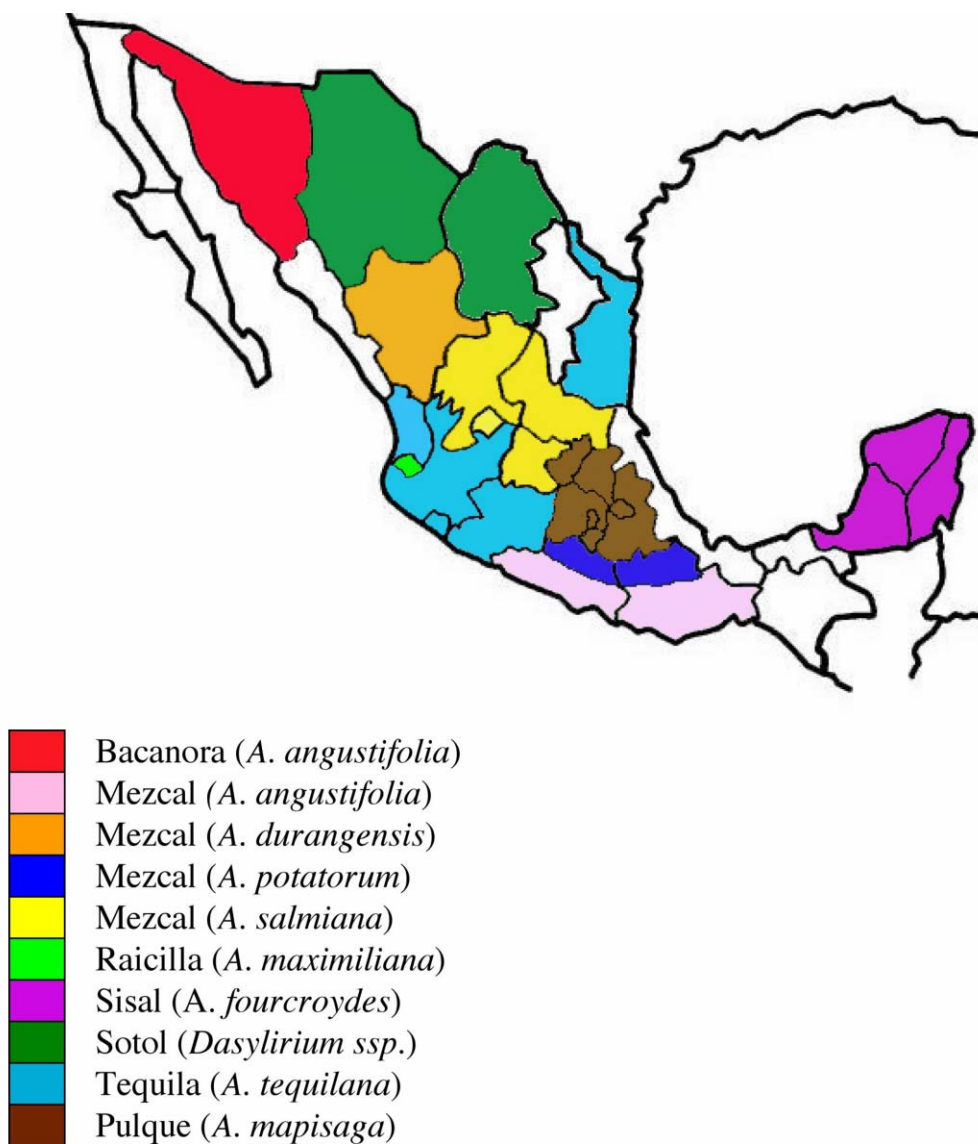 Bacanora (A. angustifolia)
Mezcal (A. angustifolia)
Mezcal (A. durangensis)
Mezcal (A. potatorum)
Mezcal (A. salmiana)
Raicilla (A. maximiliana)
Sisal (A. fourcroydes)
Sotol (Dasylirium ssp.)
Tequila (A. tequilana)
Pulque (A. mapisaga)